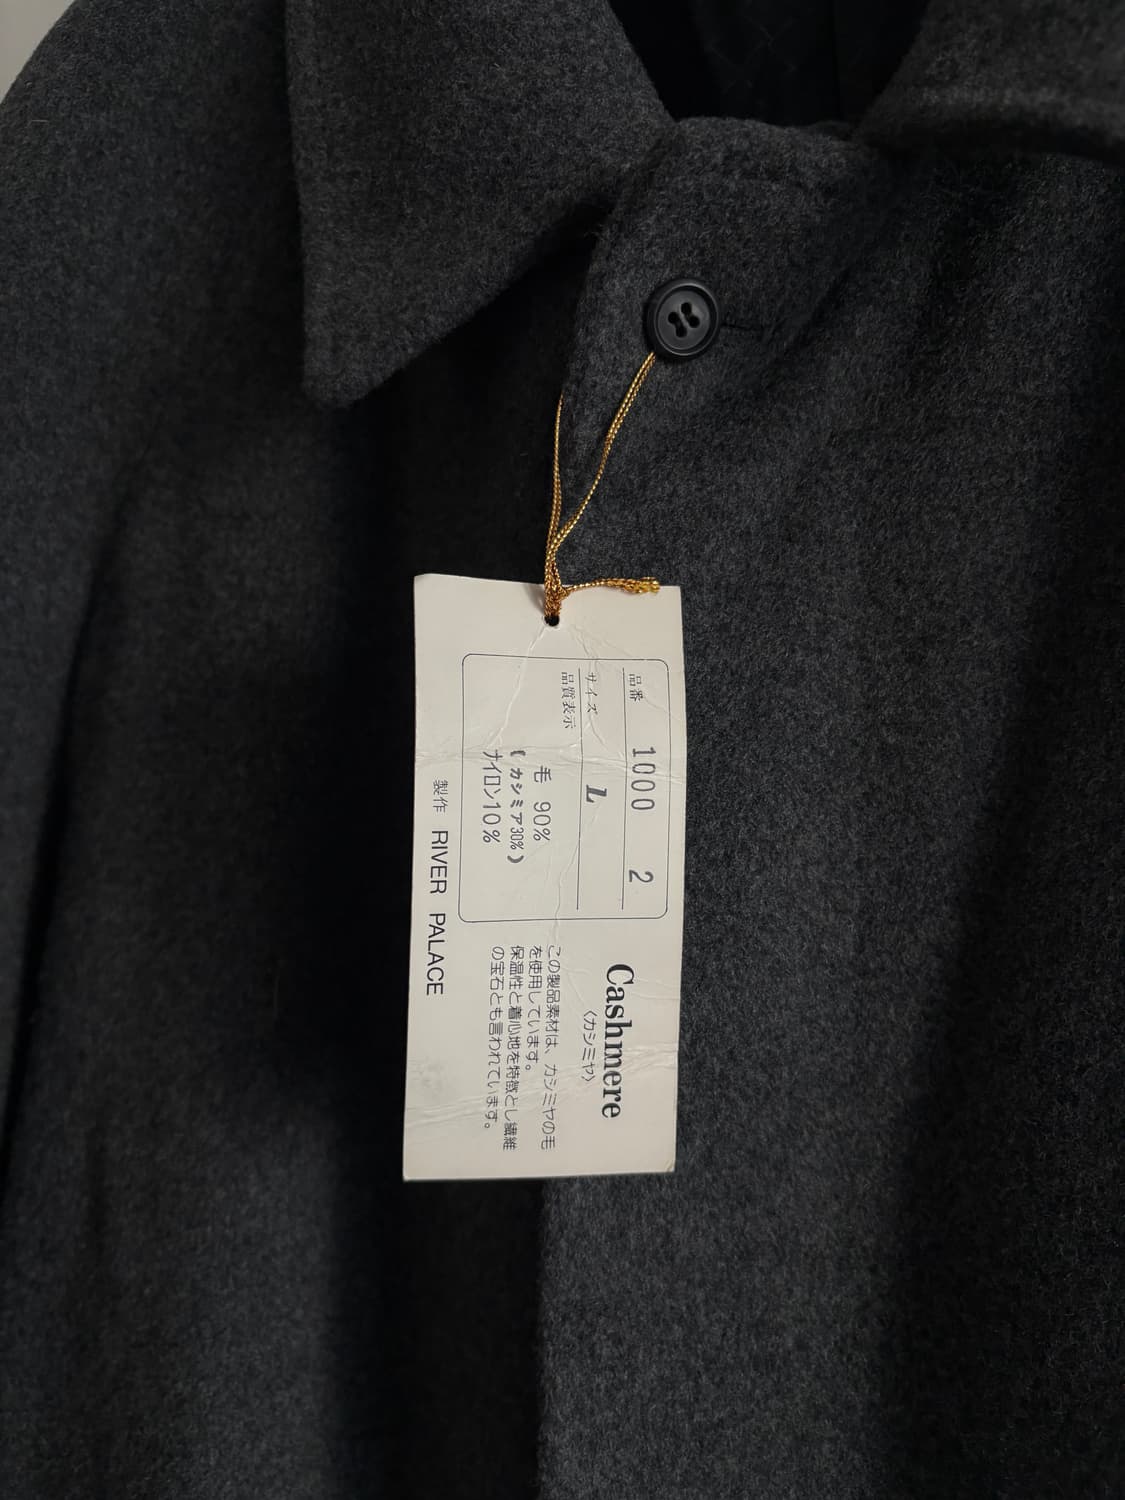 品番 1000 2
サイズ L
品質表示
毛 90%
(カシミア30%)
ナイロン10%
製作 RIVER PALACE
Cashmere
〈カシミヤ〉
この製品素材は、カシミヤの毛
を使用しています。
保温性と着心地を特徴とし繊維
の宝石とも言われています。